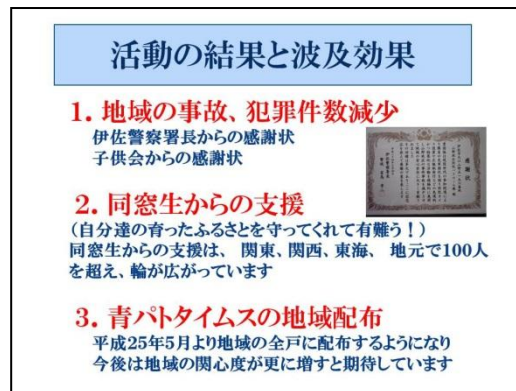 活動の結果と波及効果
1. 地域の事故、犯罪件数減少
伊佐警察署長からの感謝状
子供会からの感謝状
2. 同窓生からの支援
(自分達の育ったふるさとを守ってくれて有難う!)
同窓生からの支援は、関東、関西、東海、地元で100人
を超え、輪が広がっています
3. 青パトタイムスの地域配布
平成25年5月より地域の全戸に配布するようになり
今後は地域の関心度が更に増すと期待しています
感謝状